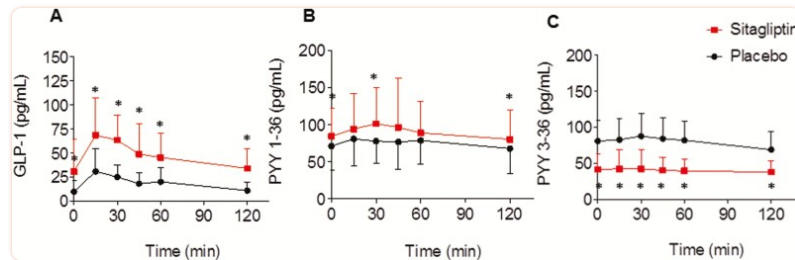 A
GLP-1 (pg/mL)
150
125
100
75
50
25
0
* * * * * *
0 30 60 90 120
Time (min)
B
PYY 1-36 (pg/mL)
200
150
100
50
0
* * *
0 30 60 90 120
Time (min)
C
Sitagliptin
Placebo
PYY 3-36 (pg/mL)
200
150
100
50
0
* * * * * *
0 30 60 90 120
Time (min)